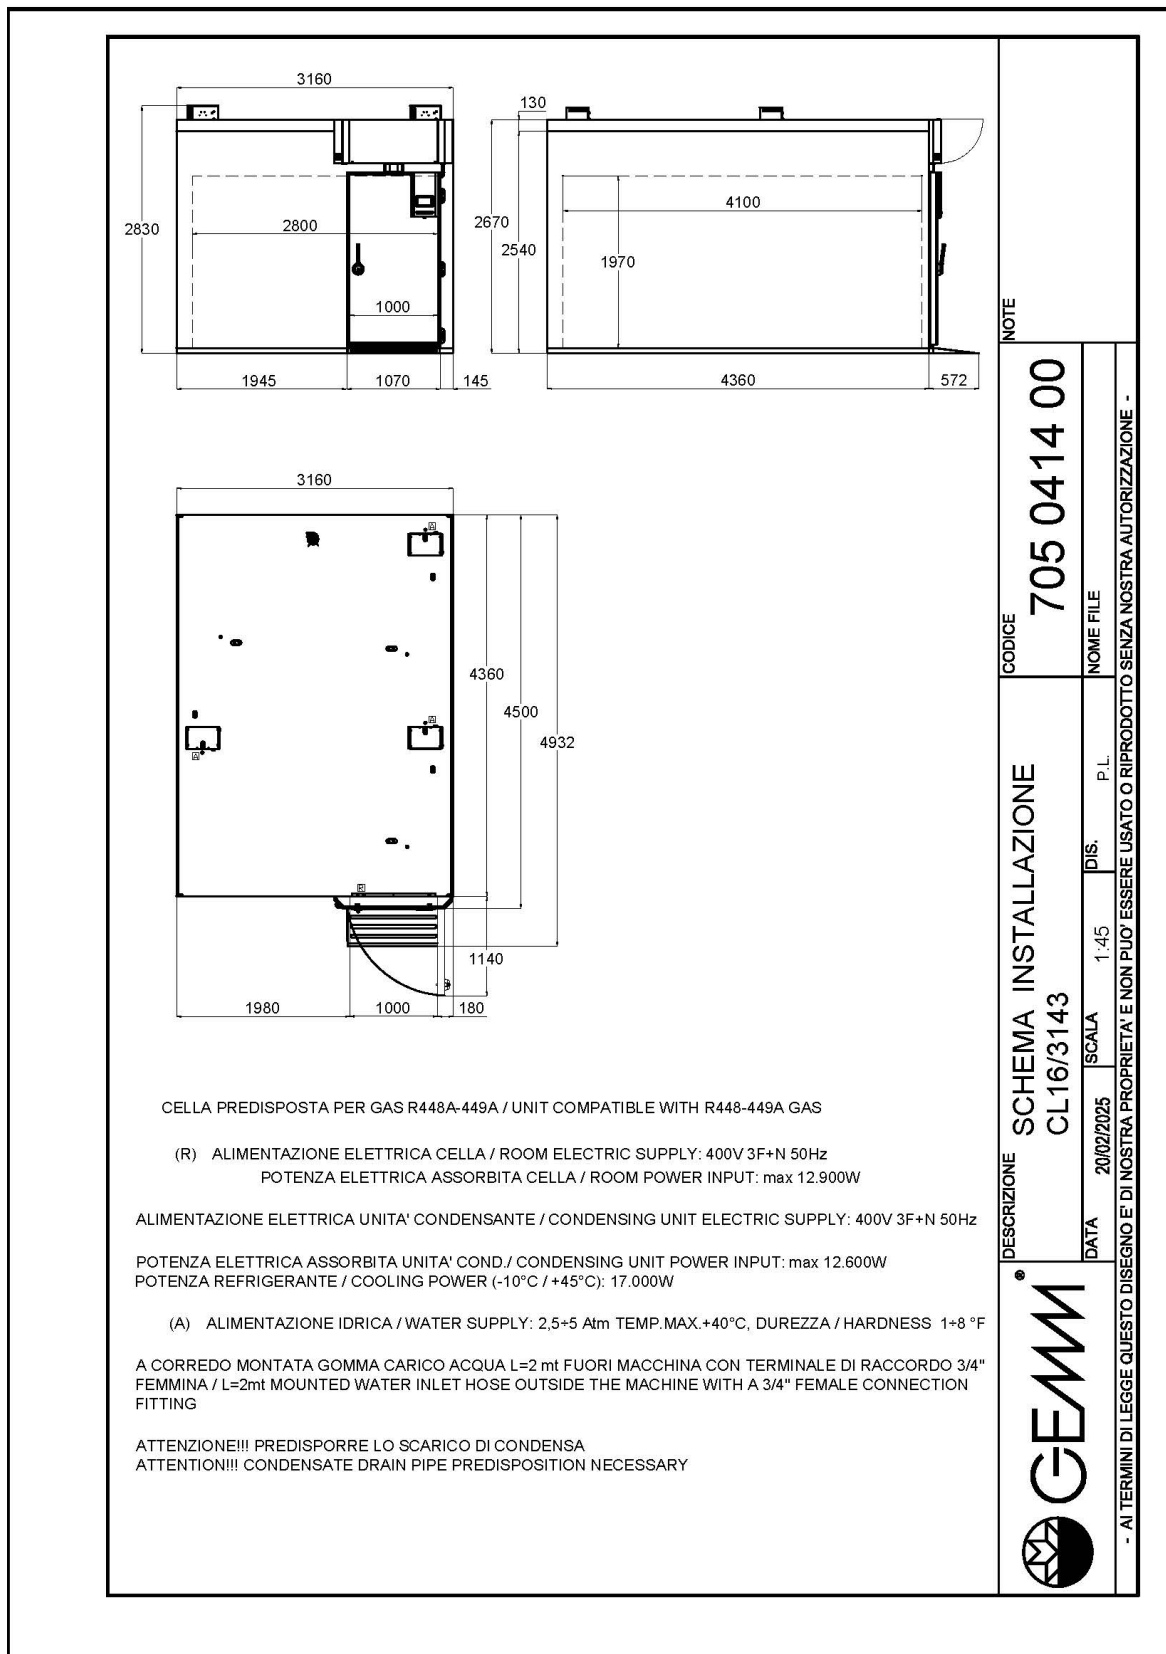 3160
2830
2800
1000
1945
1070
145
130
2670
2540
4100
1970
4360
572
3160
A
A
A
R
4360
4500
4932
1140
1980
1000
180
CELLA PREDISPOSTA PER GAS R448A-449A / UNIT COMPATIBLE WITH R448-449A GAS
(R) ALIMENTAZIONE ELETTRICA CELLA / ROOM ELECTRIC SUPPLY: 400V 3F+N 50Hz
POTENZA ELETTRICA ASSORBITA CELLA / ROOM POWER INPUT: max 12.900W
ALIMENTAZIONE ELETTRICA UNITA' CONDENSANTE / CONDENSING UNIT ELECTRIC SUPPLY: 400V 3F+N 50Hz
POTENZA ELETTRICA ASSORBITA UNITA' COND./ CONDENSING UNIT POWER INPUT: max 12.600W
POTENZA REFRIGERANTE / COOLING POWER (-10°C / +45°C): 17.000W
(A) ALIMENTAZIONE IDRICA / WATER SUPPLY: 2,5÷5 Atm TEMP.MAX.+40°C, DUREZZA / HARDNESS 1÷8 °F
A CORREDO MONTATA GOMMA CARICO ACQUA L=2 mt FUORI MACCHINA CON TERMINALE DI RACCORDO 3/4"
FEMMINA / L=2mt MOUNTED WATER INLET HOSE OUTSIDE THE MACHINE WITH A 3/4" FEMALE CONNECTION
FITTING
ATTENZIONE!!! PREDISPORRE LO SCARICO DI CONDENSA
ATTENTION!!! CONDENSATE DRAIN PIPE PREDISPOSITION NECESSARY
GEMM®
DESCRIZIONE
SCHEMA INSTALLAZIONE
CL16/3143
CODICE
705 0414 00
NOTE
DATA
20/02/2025
SCALA
1:45
DIS.
P.L.
NOME FILE
- AI TERMINI DI LEGGE QUESTO DISEGNO E' DI NOSTRA PROPRIETA' E NON PUO' ESSERE USATO O RIPRODOTTO SENZA NOSTRA AUTORIZZAZIONE -